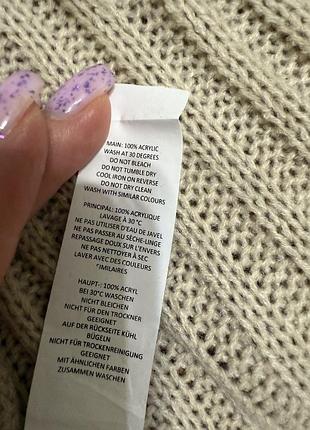 MAIN: 100% ACRYLIC
WASH AT 30 DEGREES
DO NOT BLEACH
DO NOT TUMBLE DRY
COOL IRON ON REVERSE
DO NOT DRY CLEAN
WASH WITH SIMILAR COLOURS
PRINCIPAL: 100% ACRYLIQUE
LAVAGE À 30 °C
NE PAS UTILISER D'EAU DE JAVEL
NE PAS PASSER AU SÈCHE-LINGE
REPASSAGE DOUX SUR L'ENVERS
NE PAS NETTOYER À SEC
LAVER AVEC DES COULEURS
*IMILAIRES
HAUPT-: 100% ACRYL
BEI 30°C WASCHEN
NICHT BLEICHEN
NICHT FÜR DEN TROCKNER
GEEIGNET
AUF DER RÜCKSEITE KÜHL
BÜGELN
NICHT FÜR TROCKENREINIGUNG
GEEIGNET
MIT ÄHNLICHEN FARBEN
ZUSAMMEN WASCHEN